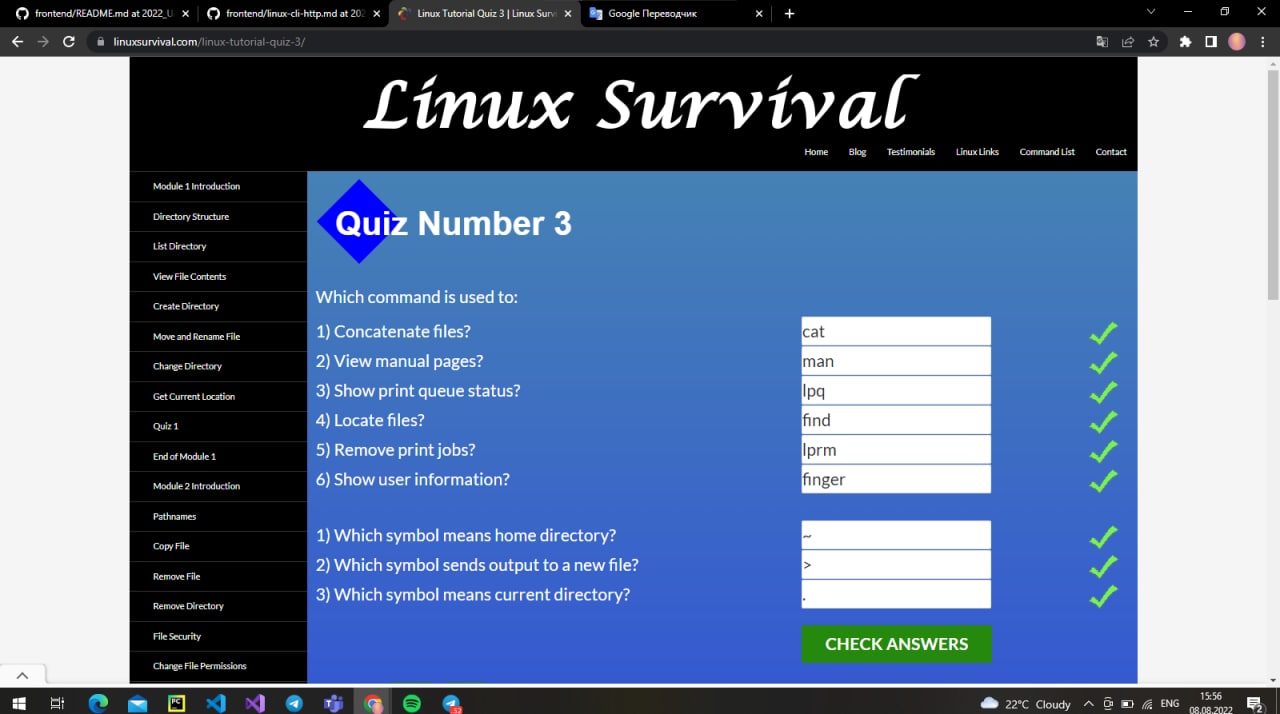 frontend/README.md at 2022_U
frontend/linux-cli-http.md at 202
Linux Tutorial Quiz 3 | Linux Surv
Google Переводчик
linuxsurvival.com/linux-tutorial-quiz-3/
Linux Survival
Home Blog Testimonials Linux Links Command List Contact
Module 1 Introduction
Directory Structure
List Directory
View File Contents
Create Directory
Move and Rename File
Change Directory
Get Current Location
Quiz 1
End of Module 1
Module 2 Introduction
Pathnames
Copy File
Remove File
Remove Directory
File Security
Change File Permissions
Quiz Number 3
Which command is used to:
1) Concatenate files? cat
2) View manual pages? man
3) Show print queue status? lpq
4) Locate files? find
5) Remove print jobs? lprm
6) Show user information? finger
1) Which symbol means home directory? ~
2) Which symbol sends output to a new file? >
3) Which symbol means current directory? .
CHECK ANSWERS
PC
52
22°C Cloudy
ENG
15:56
08.08.2022
2